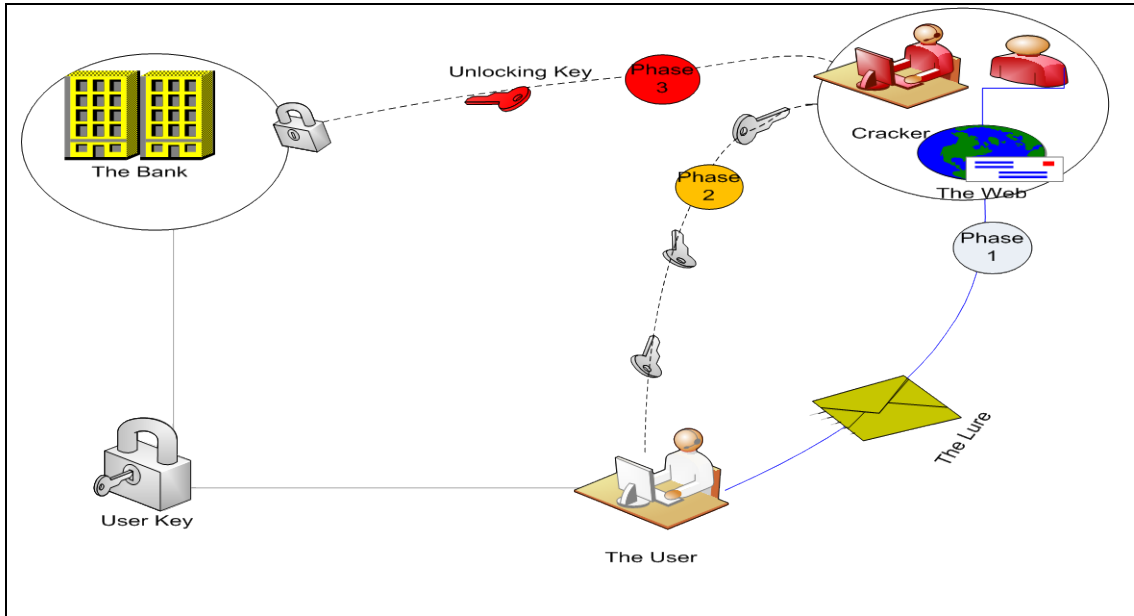 Unlocking Key
Phase
3
The Bank
Cracker
Phase
2
The Web
Phase
1
The Lure
User Key
The User